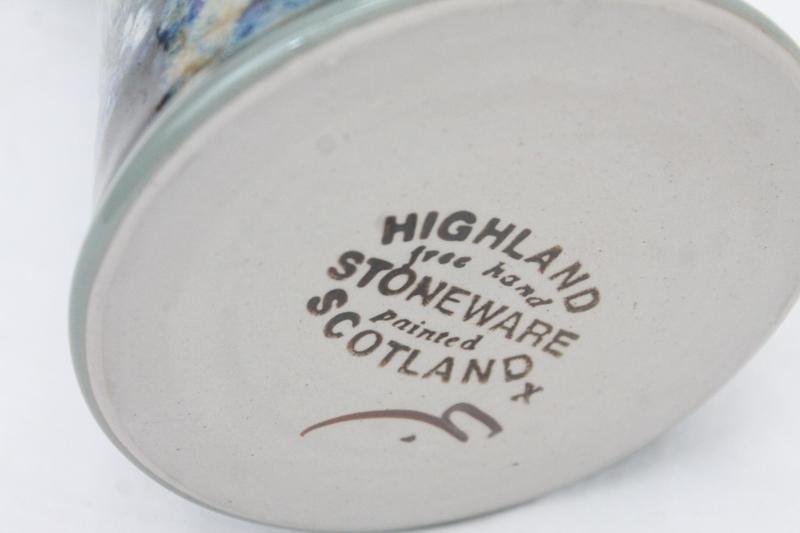 HIGHLAND
free hand
STONEWARE
painted
SCOTLAND x